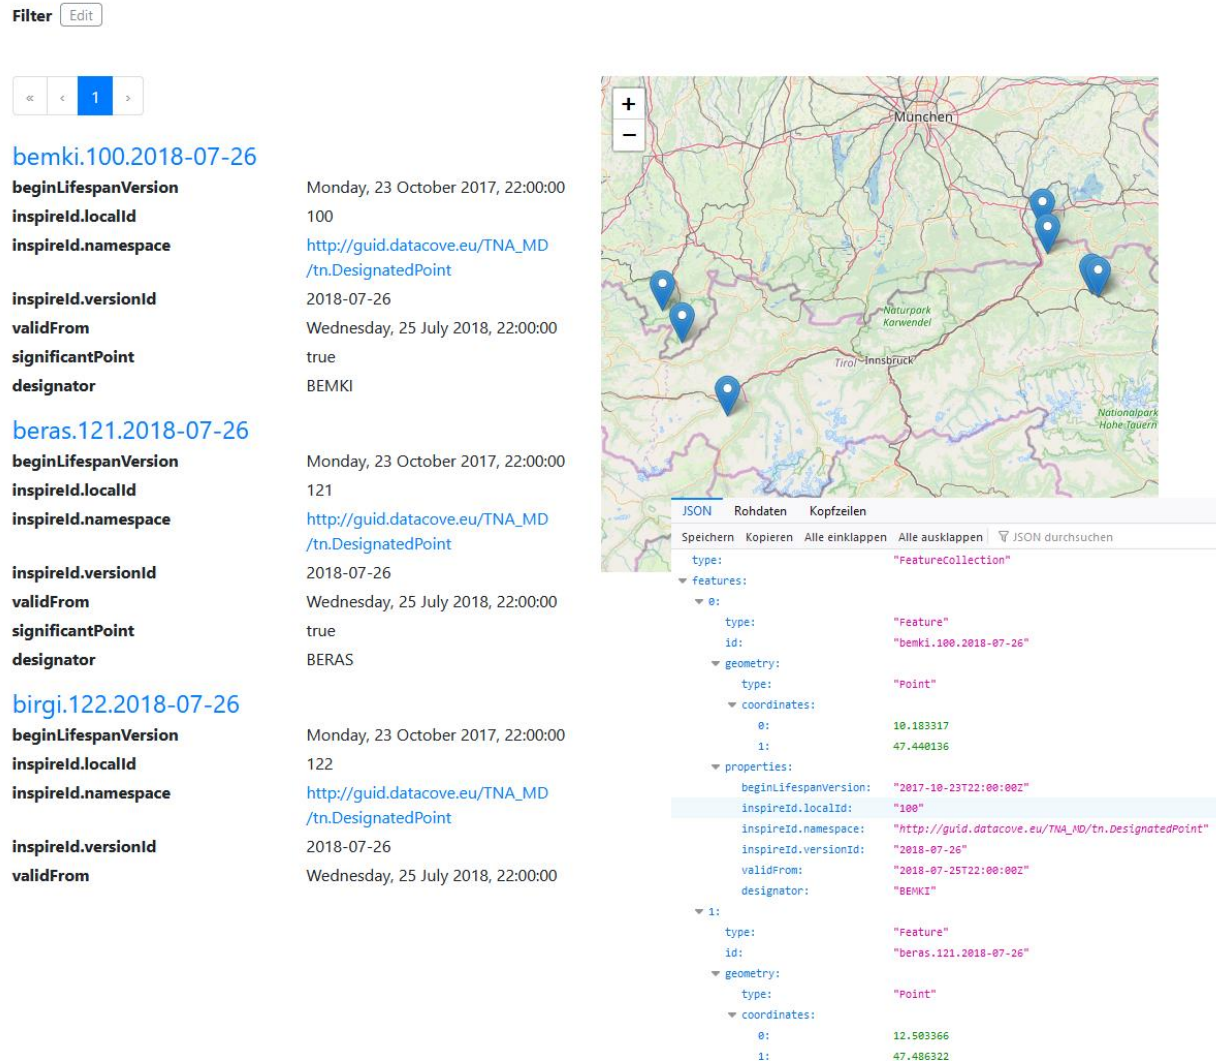 Filter Edit
« ‹ 1 ›
bemki.100.2018-07-26
beginLifespanVersion Monday, 23 October 2017, 22:00:00
inspireId.localId 100
inspireId.namespace http://guid.datacove.eu/TNA_MD
/tn.DesignatedPoint
inspireId.versionId 2018-07-26
validFrom Wednesday, 25 July 2018, 22:00:00
significantPoint true
designator BEMKI
beras.121.2018-07-26
beginLifespanVersion Monday, 23 October 2017, 22:00:00
inspireId.localId 121
inspireId.namespace http://guid.datacove.eu/TNA_MD
/tn.DesignatedPoint
inspireId.versionId 2018-07-26
validFrom Wednesday, 25 July 2018, 22:00:00
significantPoint true
designator BERAS
birgi.122.2018-07-26
beginLifespanVersion Monday, 23 October 2017, 22:00:00
inspireId.localId 122
inspireId.namespace http://guid.datacove.eu/TNA_MD
/tn.DesignatedPoint
inspireId.versionId 2018-07-26
validFrom Wednesday, 25 July 2018, 22:00:00
+
−
München
Naturpark
Karwendel
Tirol Innsbruck
Nationalpark
Hohe Tauern
JSON Rohdaten Kopfzeilen
Speichern Kopieren Alle einklappen Alle ausklappen JSON durchsuchen
type: "FeatureCollection"
features:
0:
type: "Feature"
id: "bemki.100.2018-07-26"
geometry:
type: "Point"
coordinates:
0: 10.183317
1: 47.440136
properties:
beginLifespanVersion: "2017-10-23T22:00:00Z"
inspireId.localId: "100"
inspireId.namespace: "http://guid.datacove.eu/TNA_MD/tn.DesignatedPoint"
inspireId.versionId: "2018-07-26"
validFrom: "2018-07-25T22:00:00Z"
designator: "BEMKI"
1:
type: "Feature"
id: "beras.121.2018-07-26"
geometry:
type: "Point"
coordinates:
0: 12.503366
1: 47.486322